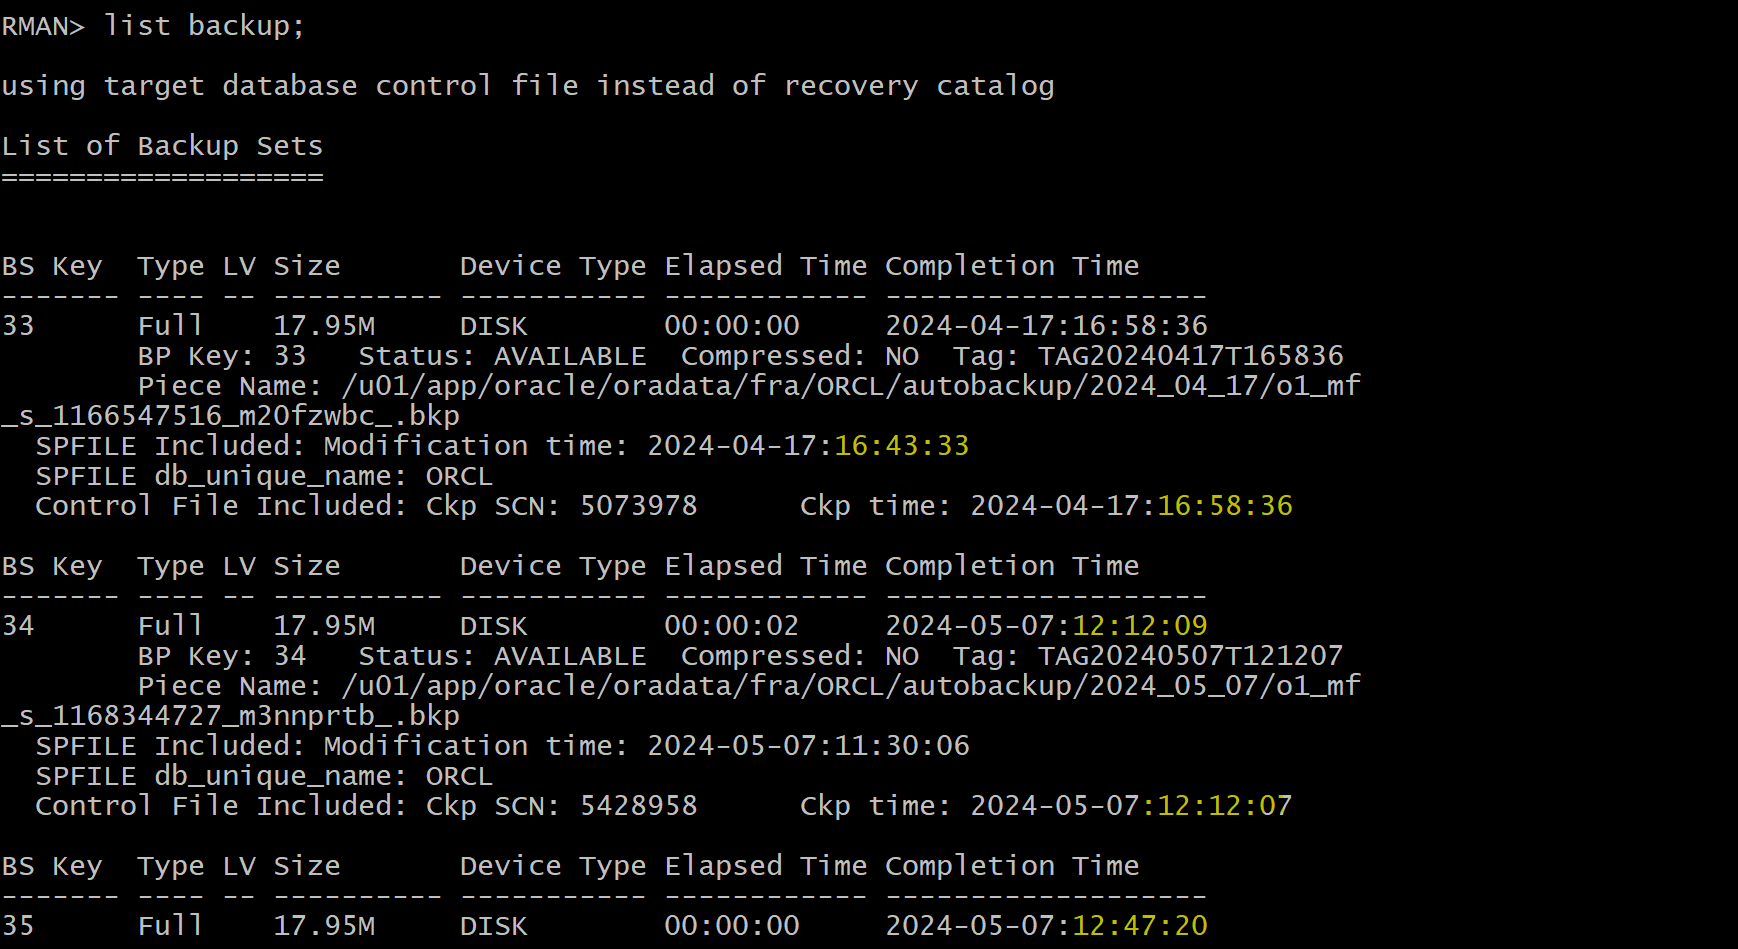 RMAN> list backup;
using target database control file instead of recovery catalog
List of Backup Sets
===================
BS Key  Type LV Size       Device Type Elapsed Time Completion Time
------- ---- -- ---------- ----------- ------------ -------------------
33      Full    17.95M     DISK        00:00:00     2024-04-17:16:58:36
        BP Key: 33   Status: AVAILABLE  Compressed: NO  Tag: TAG20240417T165836
        Piece Name: /u01/app/oracle/oradata/fra/ORCL/autobackup/2024_04_17/o1_mf
_s_1166547516_m20fzwbc_.bkp
  SPFILE Included: Modification time: 2024-04-17:16:43:33
  SPFILE db_unique_name: ORCL
  Control File Included: Ckp SCN: 5073978      Ckp time: 2024-04-17:16:58:36
BS Key  Type LV Size       Device Type Elapsed Time Completion Time
------- ---- -- ---------- ----------- ------------ -------------------
34      Full    17.95M     DISK        00:00:02     2024-05-07:12:12:09
        BP Key: 34   Status: AVAILABLE  Compressed: NO  Tag: TAG20240507T121207
        Piece Name: /u01/app/oracle/oradata/fra/ORCL/autobackup/2024_05_07/o1_mf
_s_1168344727_m3nnprtb_.bkp
  SPFILE Included: Modification time: 2024-05-07:11:30:06
  SPFILE db_unique_name: ORCL
  Control File Included: Ckp SCN: 5428958      Ckp time: 2024-05-07:12:12:07
BS Key  Type LV Size       Device Type Elapsed Time Completion Time
------- ---- -- ---------- ----------- ------------ -------------------
35      Full    17.95M     DISK        00:00:00     2024-05-07:12:47:20